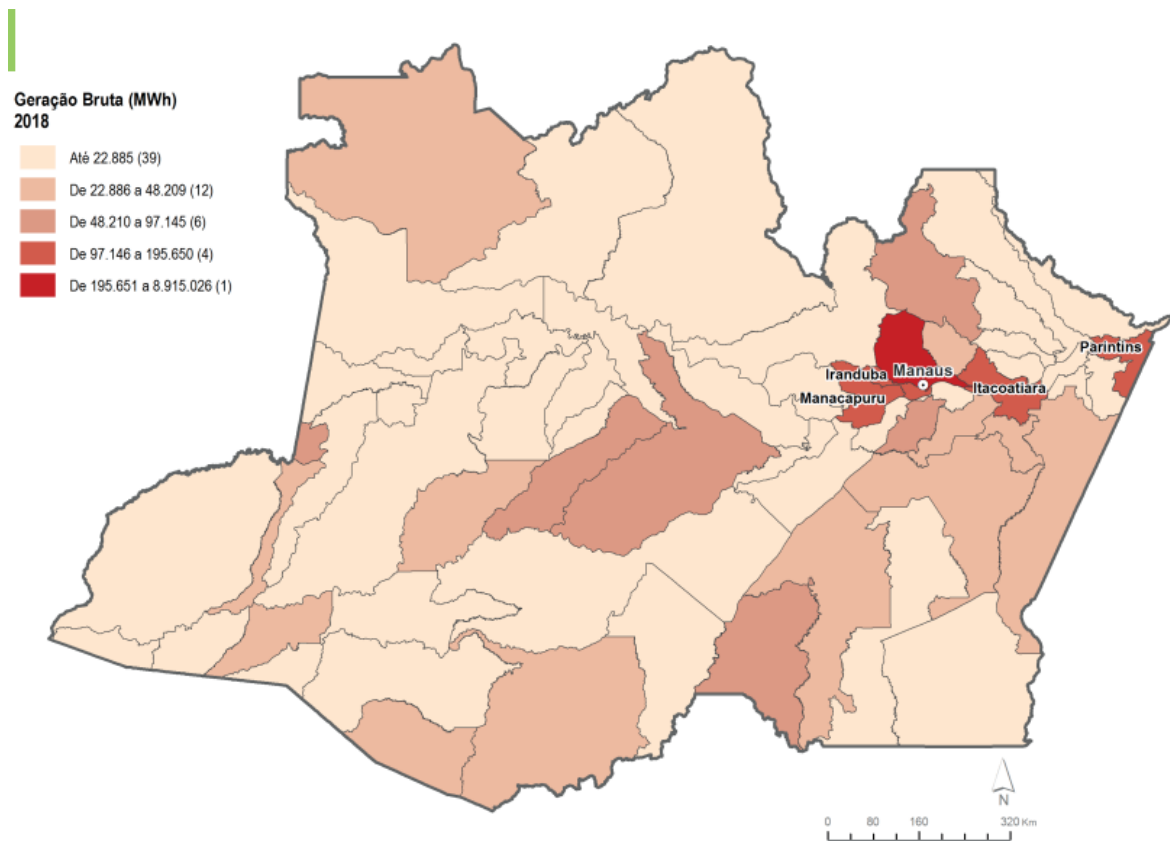 Geração Bruta (MWh)
2018
Até 22.885 (39)
De 22.886 a 48.209 (12)
De 48.210 a 97.145 (6)
De 97.146 a 195.650 (4)
De 195.651 a 8.915.026 (1)
Parintins
Iranduba
Manaus
Manacapuru
Itacoatiara
N
0 80 160 320 Km